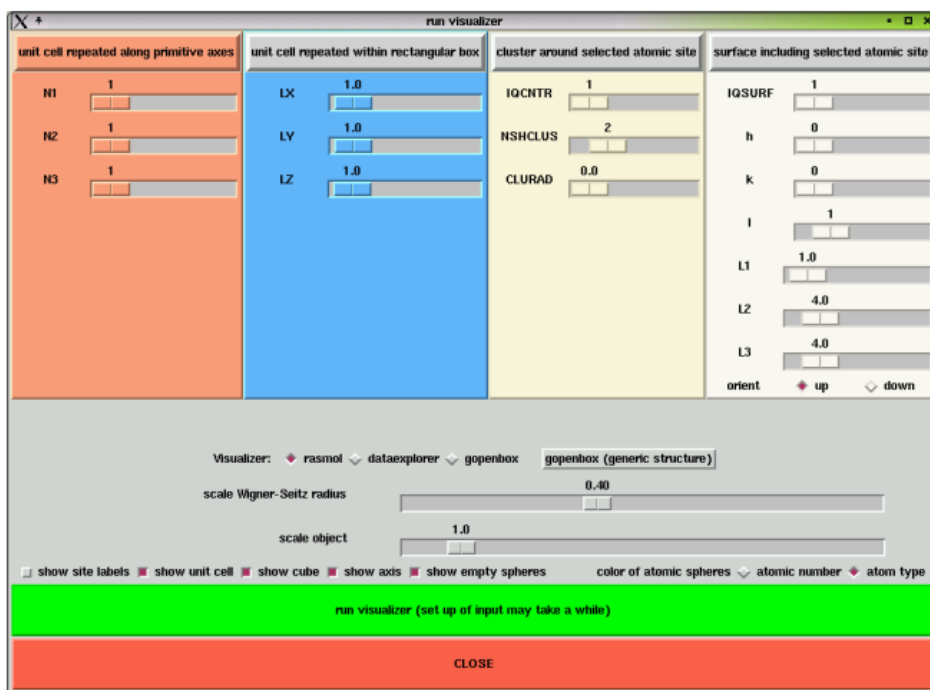 run visualizer
unit cell repeated along primitive axes
N1
1
N2
1
N3
1
unit cell repeated within rectangular box
LX
1.0
LY
1.0
LZ
1.0
cluster around selected atomic site
IQCNTR
1
NSHCLUS
2
CLURAD
0.0
surface including selected atomic site
IQSURF
1
h
0
k
0
l
1
L1
1.0
L2
4.0
L3
4.0
orient up down
Visualizer: rasmol dataexplorer gopenbox gopenbox (generic structure)
scale Wigner-Seitz radius
0.40
scale object
1.0
show site labels show unit cell show cube show axis show empty spheres color of atomic spheres atomic number atom type
run visualizer (set up of input may take a while)
CLOSE